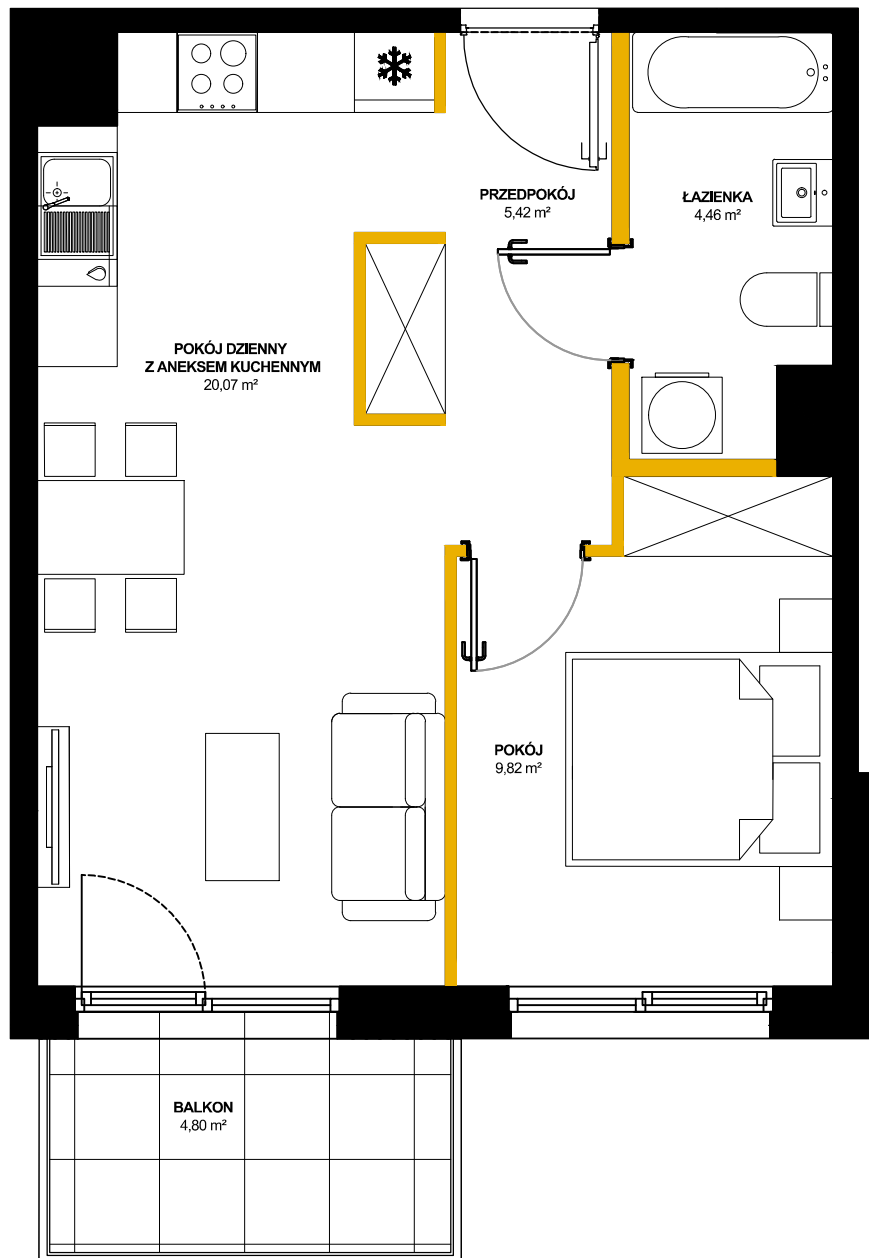 PRZEDPOKÓJ
5,42 m²
ŁAZIENKA
4,46 m²
POKÓJ DZIENNY
Z ANEKSEM KUCHENNYM
20,07 m²
POKÓJ
9,82 m²
BALKON
4,80 m²